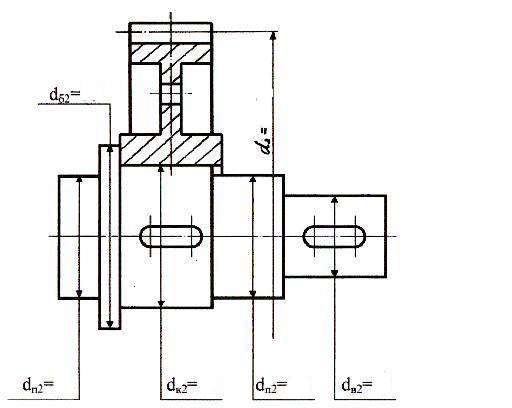 dб2=
d₂=
dп2=
dк2=
dп2=
dв2=